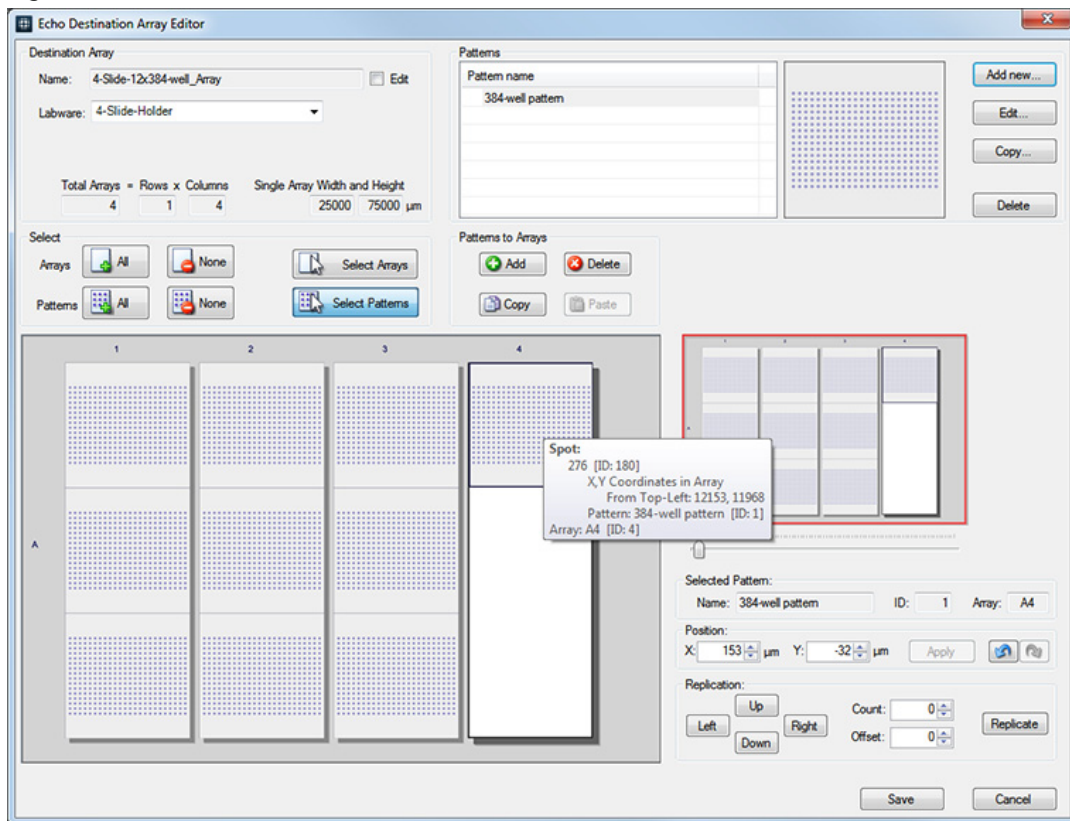 Echo Destination Array Editor
Destination Array
Name: 4-Slide-12x384-well_Array Edit
Labware: 4-Slide-Holder
Total Arrays = Rows x Columns Single Array Width and Height
4 1 4 25000 75000 µm
Patterns
Pattern name
384-well pattern
Add new...
Edit...
Copy...
Delete
Select
Arrays All None Select Arrays
Patterns All None Select Patterns
Patterns to Arrays
Add Delete
Copy Paste
1 2 3 4
A
Spot:
276 [ID: 180]
X,Y Coordinates in Array
From Top-Left: 12153, 11968
Pattern: 384-well pattern [ID: 1]
Array: A4 [ID: 4]
Selected Pattern:
Name: 384-well pattern ID: 1 Array: A4
Position:
X: 153 µm Y: -32 µm Apply
Replication:
Up
Left Right
Down
Count: 0
Offset: 0
Replicate
Save Cancel